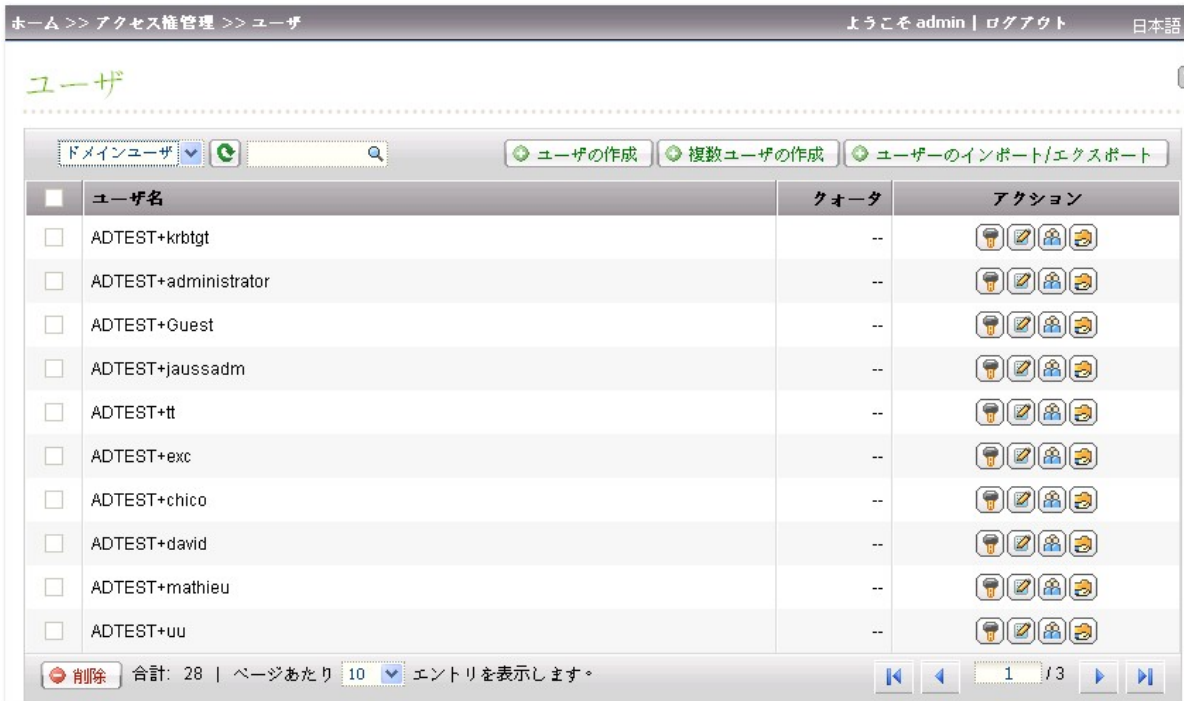 ホーム >> アクセス権管理 >> ユーザ ようこそ admin | ログアウト 日本語
ユーザ
ドメインユーザ ユーザの作成 複数ユーザの作成 ユーザーのインポート/エクスポート
ユーザ名 クォータ アクション
ADTEST+krbtgt --
ADTEST+administrator --
ADTEST+Guest --
ADTEST+jaussadm --
ADTEST+tt --
ADTEST+exc --
ADTEST+chico --
ADTEST+david --
ADTEST+mathieu --
ADTEST+uu --
削除 合計: 28 | ページあたり 10 エントリを表示します。 1 /3